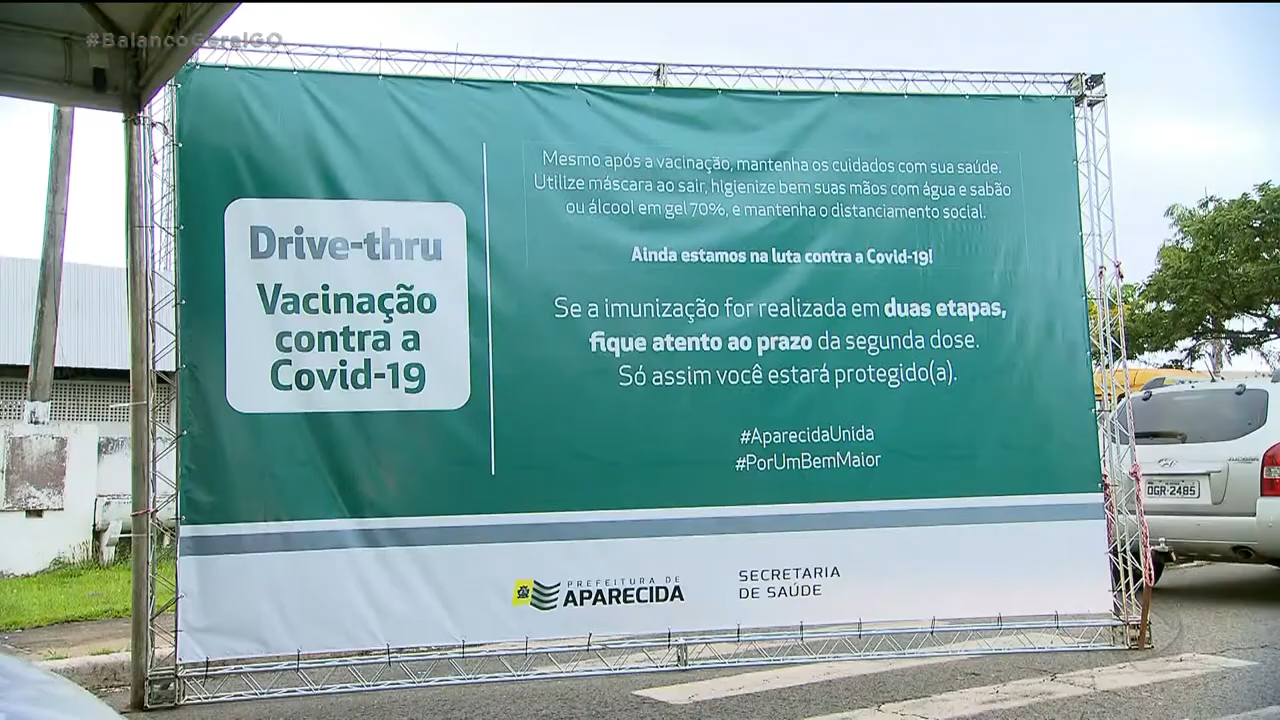 #BalançoGeralGO
Drive-thru
Vacinação
contra a
Covid-19
Mesmo após a vacinação, mantenha os cuidados com sua saúde.
Utilize máscara ao sair, higienize bem suas mãos com água e sabão
ou álcool em gel 70%, e mantenha o distanciamento social.
Ainda estamos na luta contra a Covid-19!
Se a imunização for realizada em duas etapas,
fique atento ao prazo da segunda dose.
Só assim você estará protegido(a).
#AparecidaUnida
#PorUmBemMaior
PREFEITURA DE
APARECIDA
SECRETARIA
DE SAÚDE
TUCSON
OGR-2485